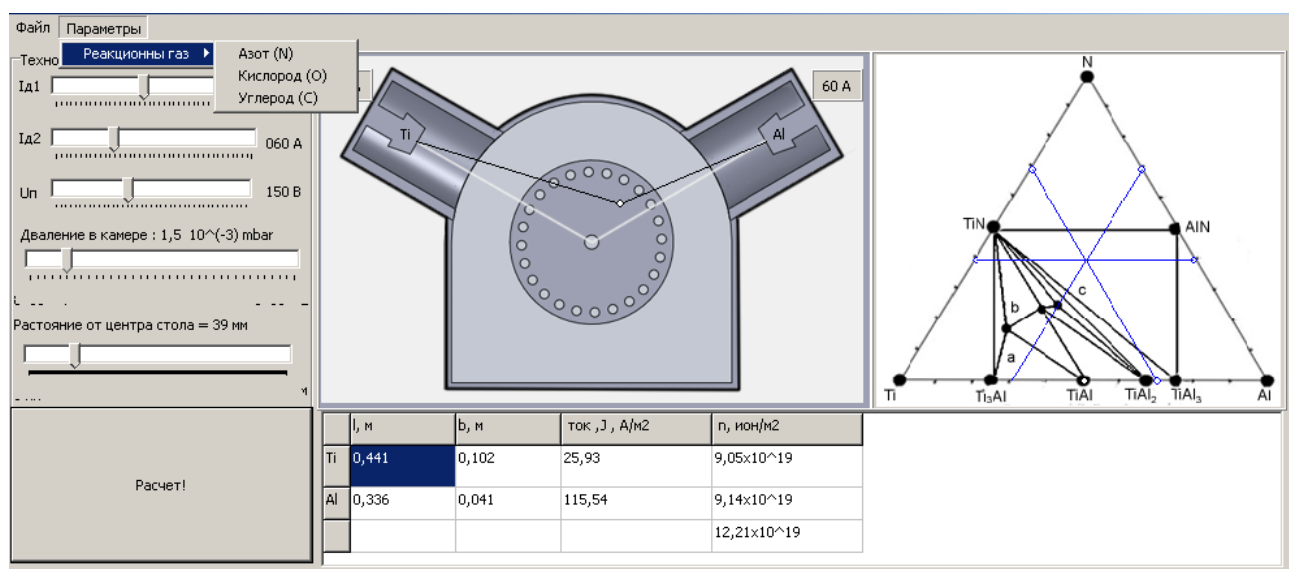 Файл Параметры
Реакционны газ
Азот (N)
Кислород (O)
Углерод (C)
Техно
Iд1
Iд2
060 А
Uп
150 В
Дваление в камере : 1,5 10^(-3) mbar
Растояние от центра стола = 39 мм
Расчет!
60 А
Ti
Al
N
TiN
AlN
c
b
a
Ti
Ti3Al
TiAl
TiAl2
TiAl3
Al
l, м b, м ток ,J , А/м2 n, ион/м2
Ti 0,441 0,102 25,93 9,05x10^19
Al 0,336 0,041 115,54 9,14x10^19
12,21x10^19